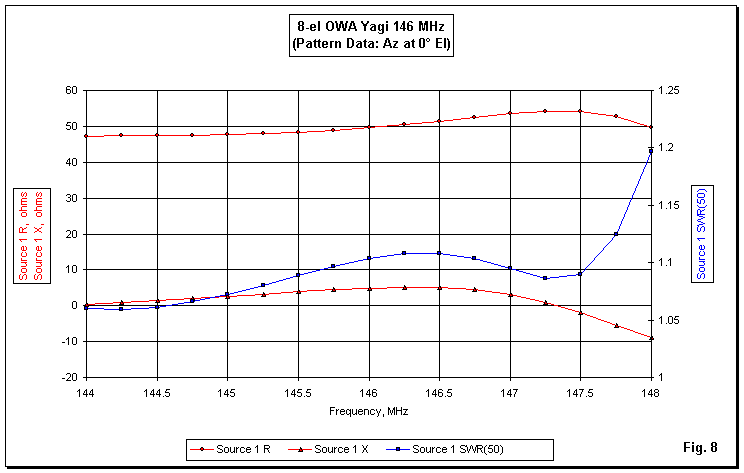 8-el OWA Yagi 146 MHz
(Pattern Data: Az at 0° El)
60
50
40
30
20
10
0
-10
-20
Source 1 R, ohms
Source 1 X, ohms
1.25
1.2
1.15
1.1
1.05
1
Source 1 SWR(50)
144 144.5 145 145.5 146 146.5 147 147.5 148
Frequency, MHz
Source 1 R Source 1 X Source 1 SWR(50)
Fig. 8